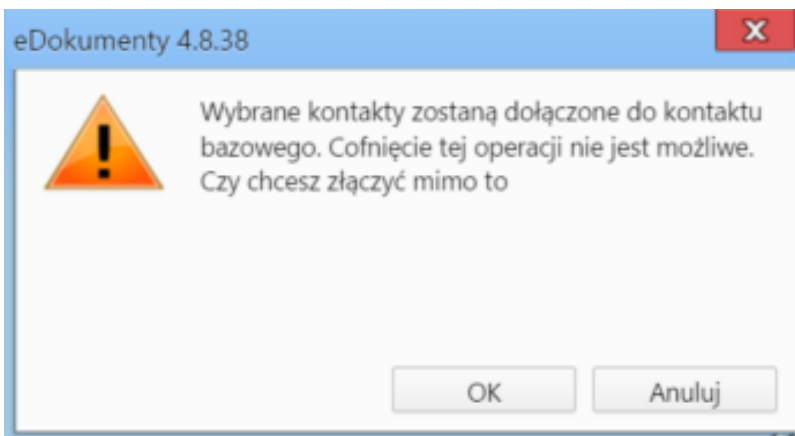 eDokumenty 4.8.38
Wybrane kontakty zostaną dołączone do kontaktu
bazowego. Cofnięcie tej operacji nie jest możliwe.
Czy chcesz złączyć mimo to
OK
Anuluj